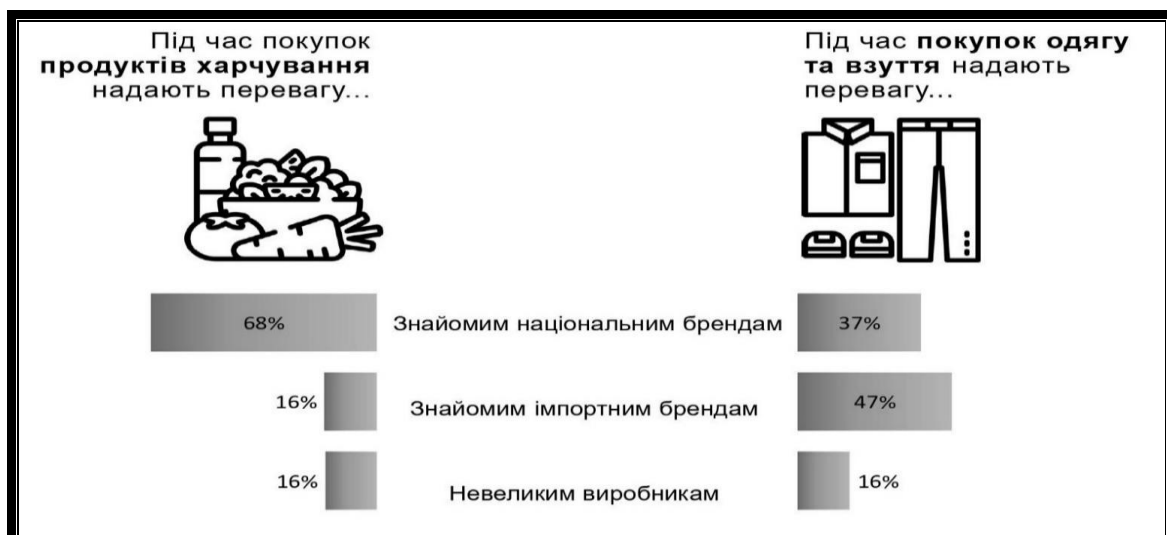 Під час покупок
продуктів харчування
надають перевагу...
Під час покупок одягу
та взуття надають
перевагу...
68%
Знайомим національним брендам
37%
16%
Знайомим імпортним брендам
47%
16%
Невеликим виробникам
16%